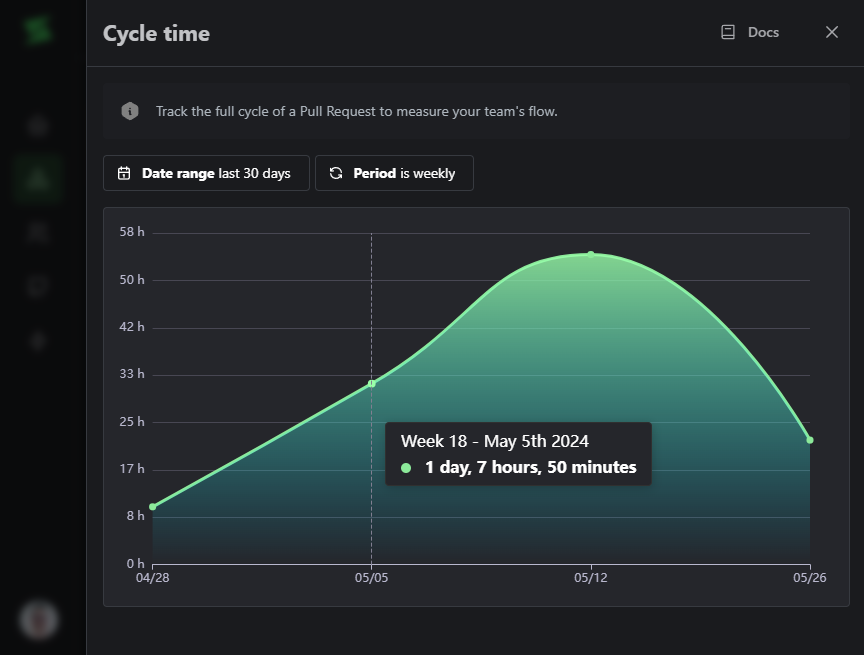 Cycle time
Docs
Track the full cycle of a Pull Request to measure your team's flow.
Date range last 30 days
Period is weekly
58 h
50 h
42 h
33 h
25 h
17 h
8 h
0 h
Week 18 - May 5th 2024
1 day, 7 hours, 50 minutes
04/28
05/05
05/12
05/26